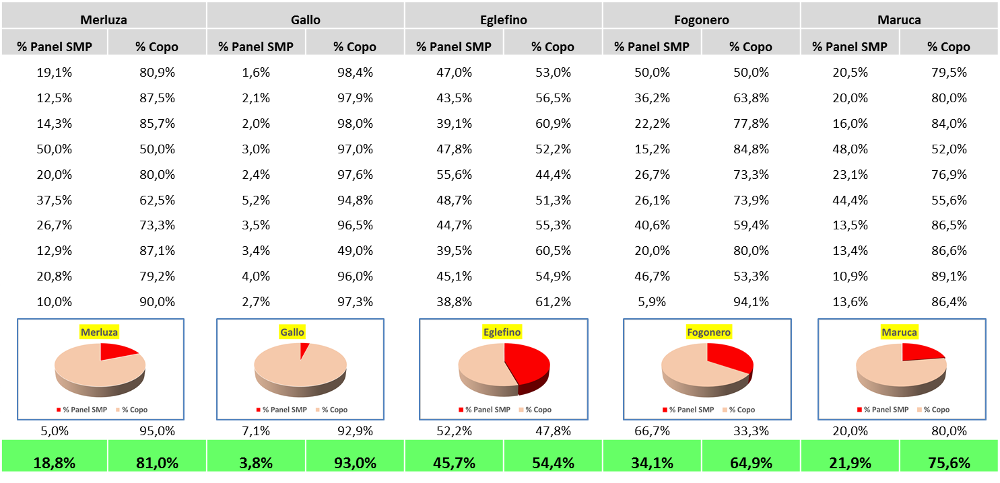 Merluza Gallo Eglefino Fogonero Maruca
% Panel SMP % Copo % Panel SMP % Copo % Panel SMP % Copo % Panel SMP % Copo % Panel SMP % Copo
19,1% 80,9% 1,6% 98,4% 47,0% 53,0% 50,0% 50,0% 20,5% 79,5%
12,5% 87,5% 2,1% 97,9% 43,5% 56,5% 36,2% 63,8% 20,0% 80,0%
14,3% 85,7% 2,0% 98,0% 39,1% 60,9% 22,2% 77,8% 16,0% 84,0%
50,0% 50,0% 3,0% 97,0% 47,8% 52,2% 15,2% 84,8% 48,0% 52,0%
20,0% 80,0% 2,4% 97,6% 55,6% 44,4% 26,7% 73,3% 23,1% 76,9%
37,5% 62,5% 5,2% 94,8% 48,7% 51,3% 26,1% 73,9% 44,4% 55,6%
26,7% 73,3% 3,5% 96,5% 44,7% 55,3% 40,6% 59,4% 13,5% 86,5%
12,9% 87,1% 3,4% 49,0% 39,5% 60,5% 20,0% 80,0% 13,4% 86,6%
20,8% 79,2% 4,0% 96,0% 45,1% 54,9% 46,7% 53,3% 10,9% 89,1%
10,0% 90,0% 2,7% 97,3% 38,8% 61,2% 5,9% 94,1% 13,6% 86,4%
Merluza Gallo Eglefino Fogonero Maruca
% Panel SMP % Copo % Panel SMP % Copo % Panel SMP % Copo % Panel SMP % Copo % Panel SMP % Copo
5,0% 95,0% 7,1% 92,9% 52,2% 47,8% 66,7% 33,3% 20,0% 80,0%
18,8% 81,0% 3,8% 93,0% 45,7% 54,4% 34,1% 64,9% 21,9% 75,6%